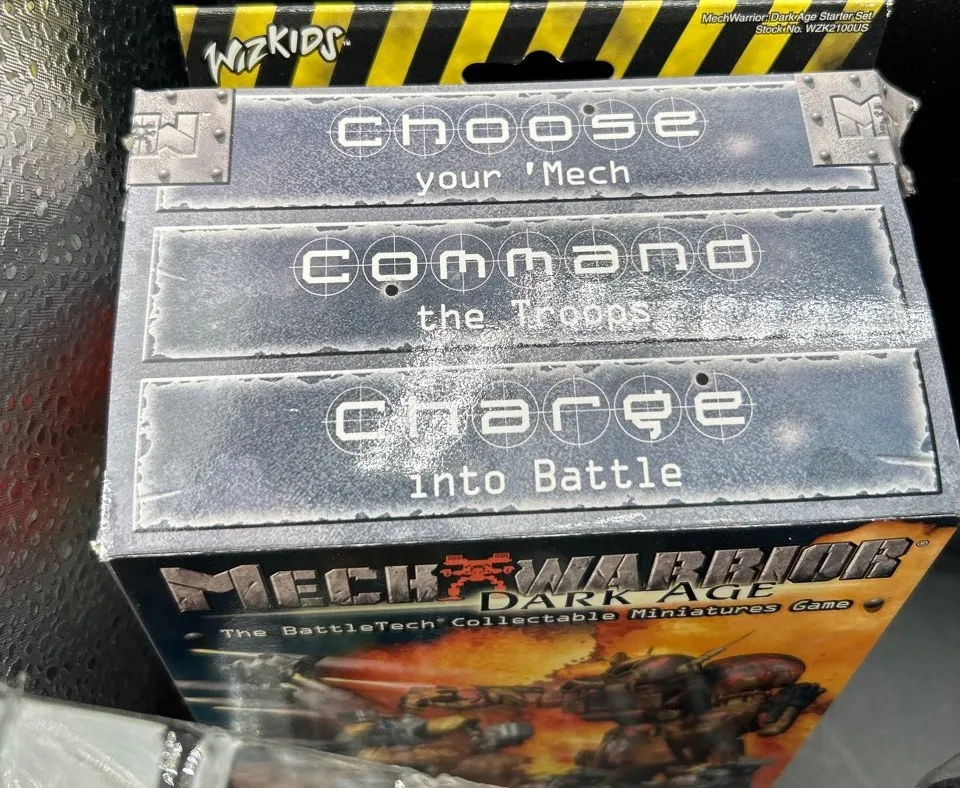 WIZKIDS™
MechWarrior: Dark Age Starter Set
Stock No. WZK2100US
Choose
your 'Mech
Command
the Troops
Charge
into Battle
MECHWARRIOR®
DARK AGE
The BattleTech® Collectable Miniatures Game